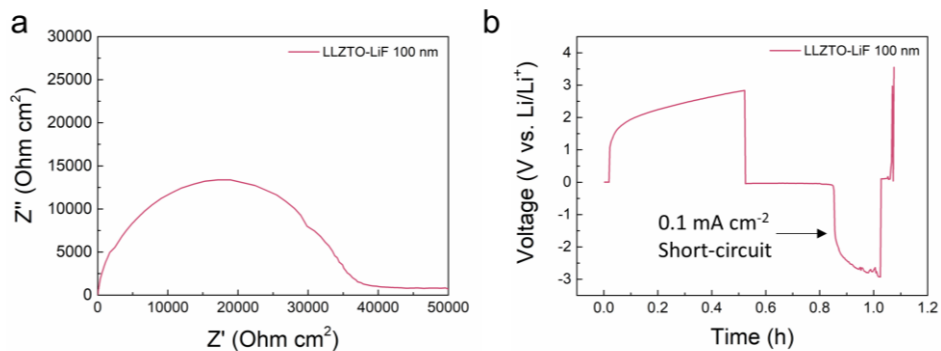 a
30000
25000
20000
15000
10000
5000
0
Z" (Ohm cm²)
0 10000 20000 30000 40000 50000
Z' (Ohm cm²)
LLZTO-LiF 100 nm
b
4
3
2
1
0
-1
-2
-3
Voltage (V vs. Li/Li⁺)
0.0 0.2 0.4 0.6 0.8 1.0 1.2
Time (h)
LLZTO-LiF 100 nm
0.1 mA cm⁻²
Short-circuit